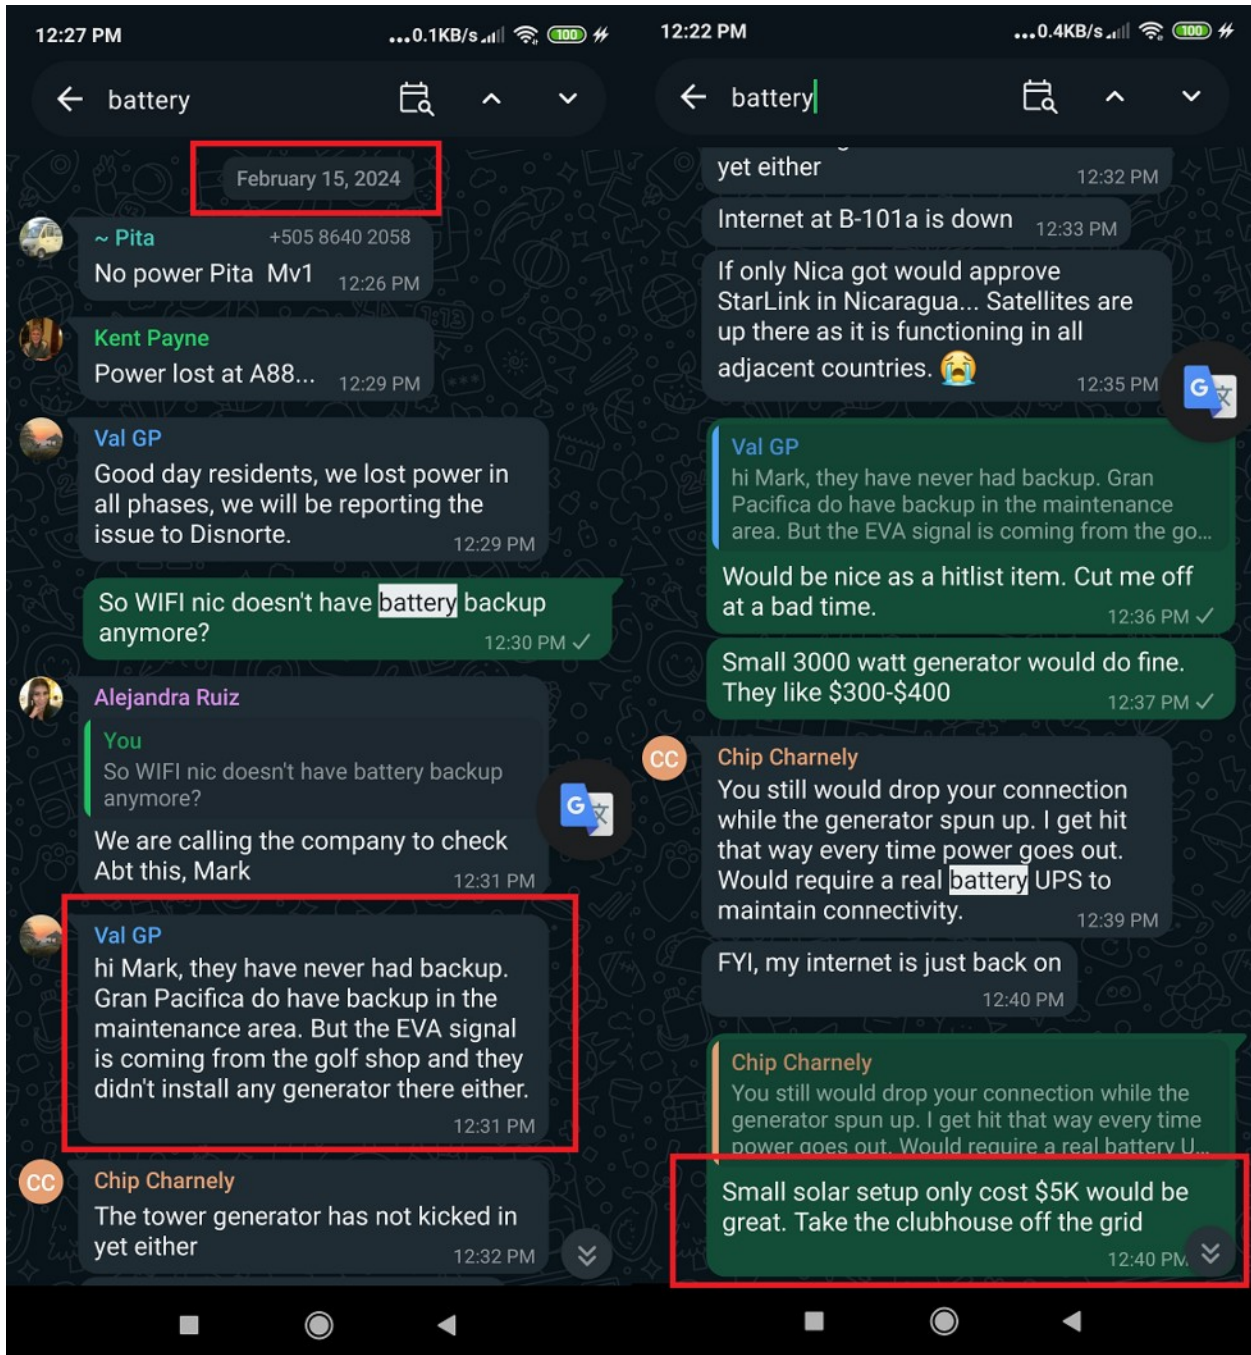 12:27 PM
...0.1KB/s
100
battery
February 15, 2024
~ Pita +505 8640 2058
No power Pita Mv1 12:26 PM
Kent Payne
Power lost at A88... 12:29 PM
Val GP
Good day residents, we lost power in
all phases, we will be reporting the
issue to Disnorte. 12:29 PM
So WIFI nic doesn't have battery backup
anymore? 12:30 PM
Alejandra Ruiz
You
So WIFI nic doesn't have battery backup
anymore?
We are calling the company to check
Abt this, Mark 12:31 PM
Val GP
hi Mark, they have never had backup.
Gran Pacifica do have backup in the
maintenance area. But the EVA signal
is coming from the golf shop and they
didn't install any generator there either.
12:31 PM
CC
Chip Charnely
The tower generator has not kicked in
yet either 12:32 PM
12:22 PM
...0.4KB/s
100
battery
yet either 12:32 PM
Internet at B-101a is down 12:33 PM
If only Nica got would approve
StarLink in Nicaragua... Satellites are
up there as it is functioning in all
adjacent countries. 😭 12:35 PM
Val GP
hi Mark, they have never had backup. Gran
Pacifica do have backup in the maintenance
area. But the EVA signal is coming from the go...
Would be nice as a hitlist item. Cut me off
at a bad time. 12:36 PM
Small 3000 watt generator would do fine.
They like $300-$400 12:37 PM
CC
Chip Charnely
You still would drop your connection
while the generator spun up. I get hit
that way every time power goes out.
Would require a real battery UPS to
maintain connectivity. 12:39 PM
FYI, my internet is just back on
12:40 PM
Chip Charnely
You still would drop your connection while the
generator spun up. I get hit that way every time
power goes out. Would require a real battery U...
Small solar setup only cost $5K would be
great. Take the clubhouse off the grid
12:40 PM